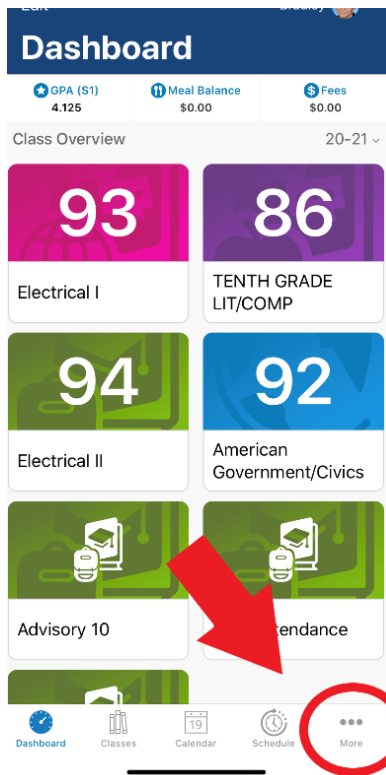 Edit Bradley
Dashboard
GPA (S1) Meal Balance Fees
4.125 $0.00 $0.00
Class Overview 20-21
93 86
Electrical I TENTH GRADE
LIT/COMP
94 92
Electrical II American
Government/Civics
Advisory 10 tendance
19
Dashboard Classes Calendar Schedule More